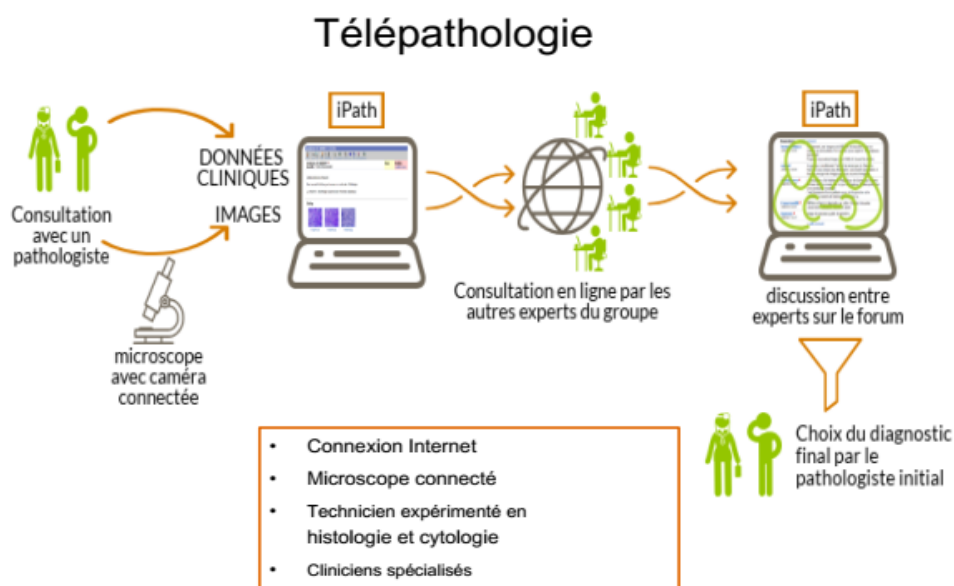 Télépathologie
iPath
iPath
DONNÉES
CLINIQUES
IMAGES
Consultation
avec un
pathologiste
microscope
avec caméra
connectée
Consultation en ligne par les
autres experts du groupe
discussion entre
experts sur le forum
Choix du diagnostic
final par le
pathologiste initial
• Connexion Internet
• Microscope connecté
• Technicien expérimenté en
histologie et cytologie
• Cliniciens spécialisés